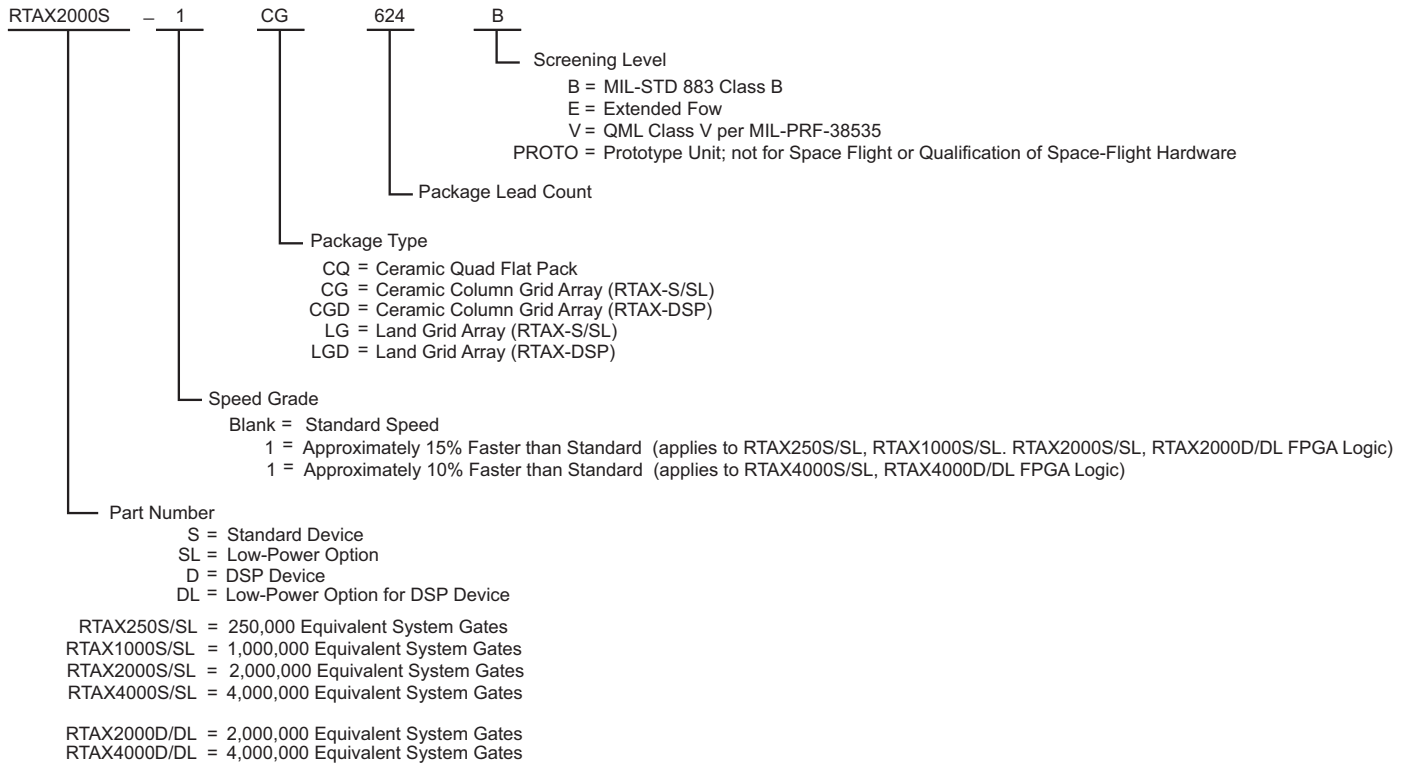 RTAX2000S – 1 CG 624 B
Screening Level
B = MIL-STD 883 Class B
E = Extended Fow
V = QML Class V per MIL-PRF-38535
PROTO = Prototype Unit; not for Space Flight or Qualification of Space-Flight Hardware
Package Lead Count
Package Type
CQ = Ceramic Quad Flat Pack
CG = Ceramic Column Grid Array (RTAX-S/SL)
CGD = Ceramic Column Grid Array (RTAX-DSP)
LG = Land Grid Array (RTAX-S/SL)
LGD = Land Grid Array (RTAX-DSP)
Speed Grade
Blank = Standard Speed
1 = Approximately 15% Faster than Standard (applies to RTAX250S/SL, RTAX1000S/SL. RTAX2000S/SL, RTAX2000D/DL FPGA Logic)
1 = Approximately 10% Faster than Standard (applies to RTAX4000S/SL, RTAX4000D/DL FPGA Logic)
Part Number
S = Standard Device
SL = Low-Power Option
D = DSP Device
DL = Low-Power Option for DSP Device
RTAX250S/SL = 250,000 Equivalent System Gates
RTAX1000S/SL = 1,000,000 Equivalent System Gates
RTAX2000S/SL = 2,000,000 Equivalent System Gates
RTAX4000S/SL = 4,000,000 Equivalent System Gates
RTAX2000D/DL = 2,000,000 Equivalent System Gates
RTAX4000D/DL = 4,000,000 Equivalent System Gates